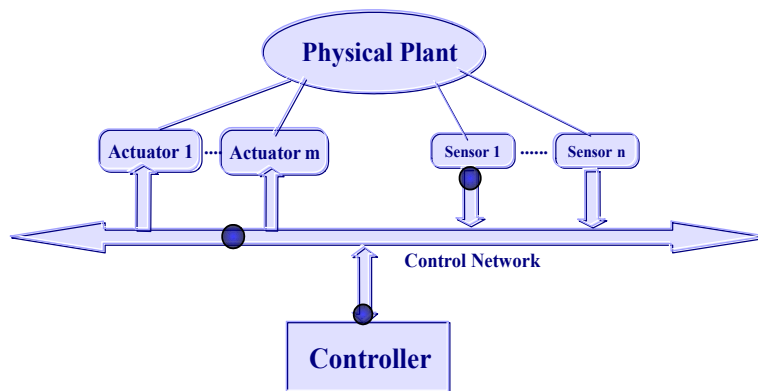 Physical Plant
Actuator 1 ..... Actuator m Sensor 1 ...... Sensor n
Control Network
Controller